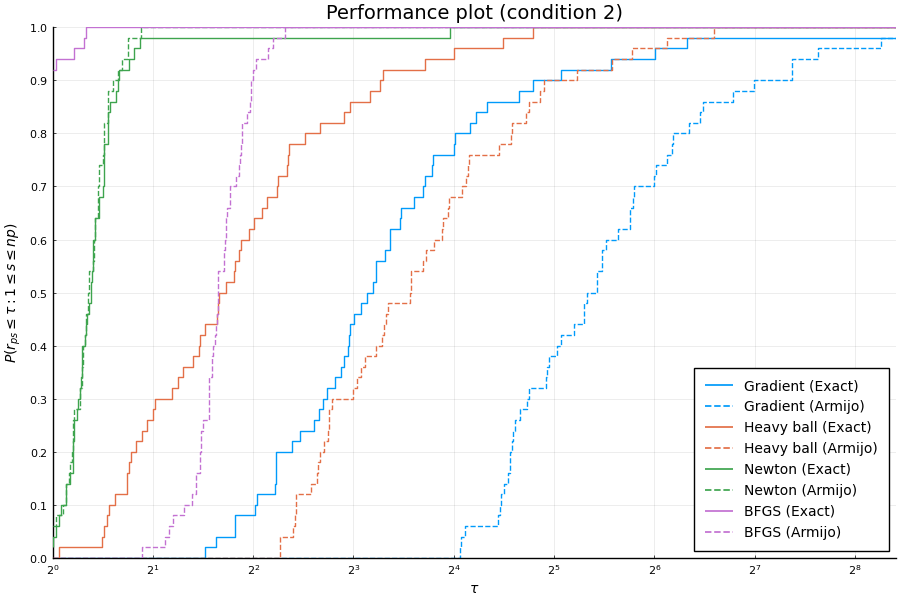 Performance plot (condition 2)
1.0
0.9
0.8
0.7
0.6
0.5
0.4
0.3
0.2
0.1
0.0
P(r_{ps} ≤ τ : 1 ≤ s ≤ np)
2⁰ 2¹ 2² 2³ 2⁴ 2⁵ 2⁶ 2⁷ 2⁸
τ
Gradient (Exact)
Gradient (Armijo)
Heavy ball (Exact)
Heavy ball (Armijo)
Newton (Exact)
Newton (Armijo)
BFGS (Exact)
BFGS (Armijo)